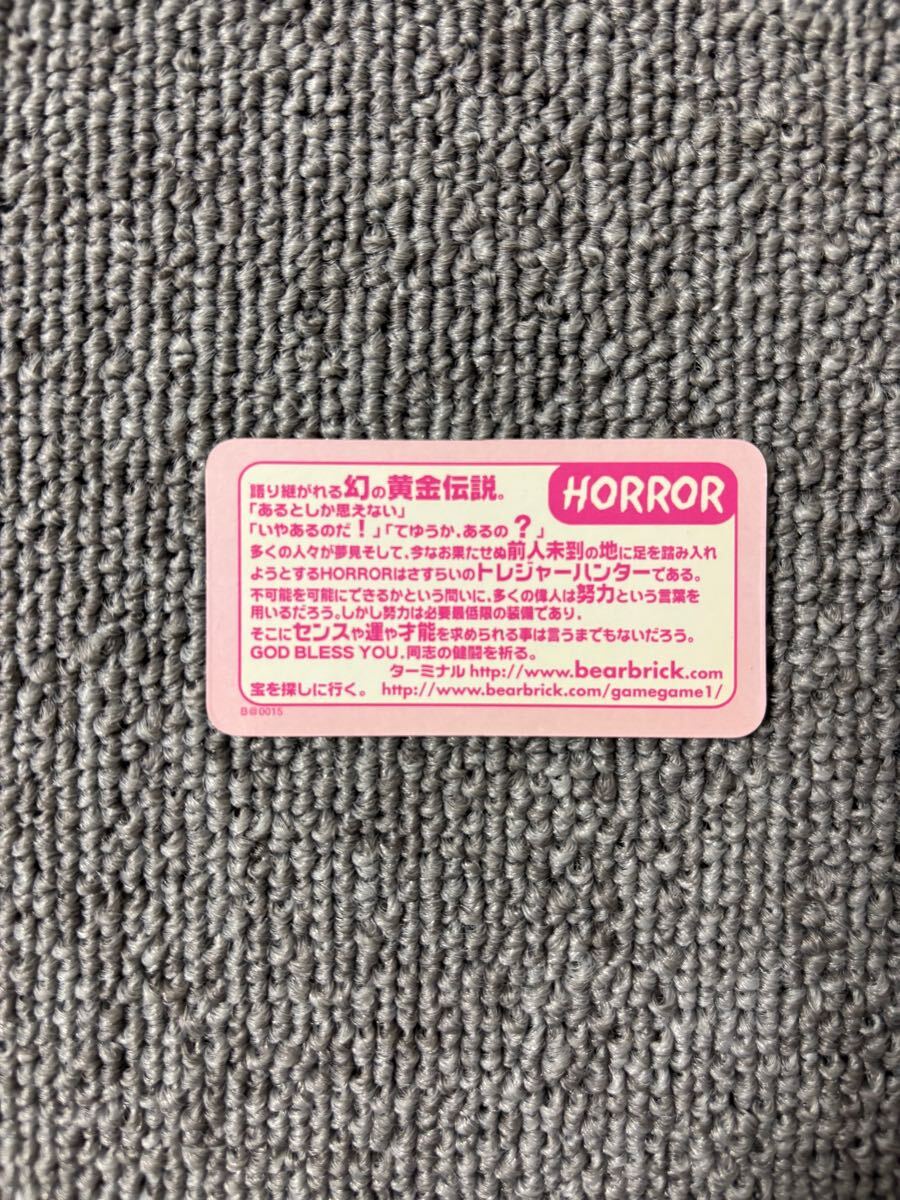 HORROR
語り継がれる幻の黄金伝説。
「あるとしか思えない」
「いやあるのだ！」「てゆうか、あるの？」
多くの人々が夢見そして、今なお果たせぬ前人未到の地に足を踏み入れ
ようとするHORRORはさすらいのトレジャーハンターである。
不可能を可能にできるかという問いに、多くの偉人は努力という言葉を
用いるだろう。しかし努力は必要最低限の装備であり、
そこにセンスや運や才能を求められる事は言うまでもないだろう。
GOD BLESS YOU.同志の健闘を祈る。
ターミナル http://www.bearbrick.com
宝を探しに行く。 http://www.bearbrick.com/gamegame1/
B@0015